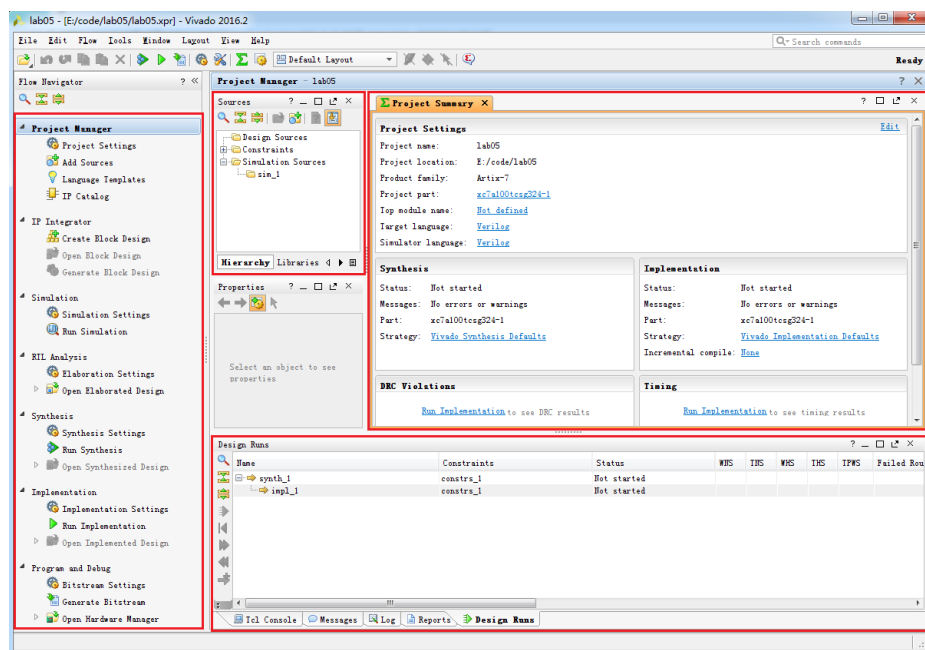 lab05 - [E:/code/lab05/lab05.xpr] - Vivado 2016.2
File Edit Flow Tools Window Layout View Help
Search commands
Default Layout
Ready
Flow Navigator
Project Manager
Project Settings
Add Sources
Language Templates
IP Catalog
IP Integrator
Create Block Design
Open Block Design
Generate Block Design
Simulation
Simulation Settings
Run Simulation
RTL Analysis
Elaboration Settings
Open Elaborated Design
Synthesis
Synthesis Settings
Run Synthesis
Open Synthesized Design
Implementation
Implementation Settings
Run Implementation
Open Implemented Design
Program and Debug
Bitstream Settings
Generate Bitstream
Open Hardware Manager
Project Manager - lab05
Sources
Design Sources
Constraints
Simulation Sources
sim_1
Hierarchy Libraries
Properties
Select an object to see
properties
Project Summary
Project Settings Edit
Project name: lab05
Project location: E:/code/lab05
Product family: Artix-7
Project part: xc7a100tcsg324-1
Top module name: Not defined
Target language: Verilog
Simulator language: Verilog
Synthesis
Status: Not started
Messages: No errors or warnings
Part: xc7a100tcsg324-1
Strategy: Vivado Synthesis Defaults
Implementation
Status: Not started
Messages: No errors or warnings
Part: xc7a100tcsg324-1
Strategy: Vivado Implementation Defaults
Incremental compile: None
DRC Violations
Run Implementation to see DRC results
Timing
Run Implementation to see timing results
Design Runs
Name Constraints Status WNS TNS WHS THS TPWS Failed Rou
synth_1 constrs_1 Not started
impl_1 constrs_1 Not started
Tcl Console Messages Log Reports Design Runs